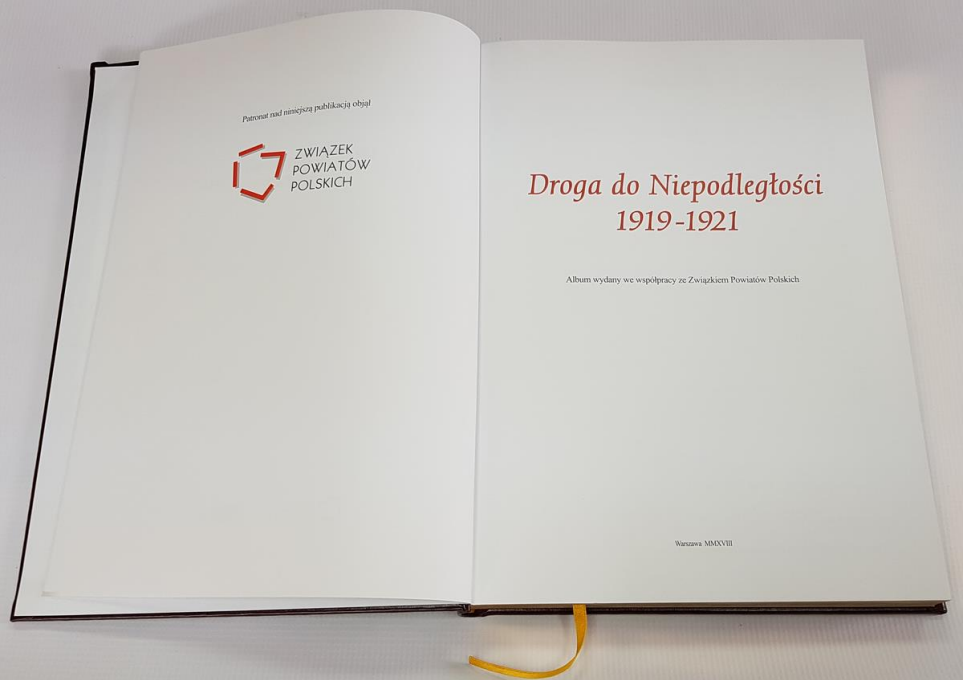 Patronat nad niniejszą publikacją objął
ZWIĄZEK
POWIATÓW
POLSKICH
Droga do Niepodległości
1919-1921
Album wydany we współpracy ze Związkiem Powiatów Polskich
Warszawa MMXVIII